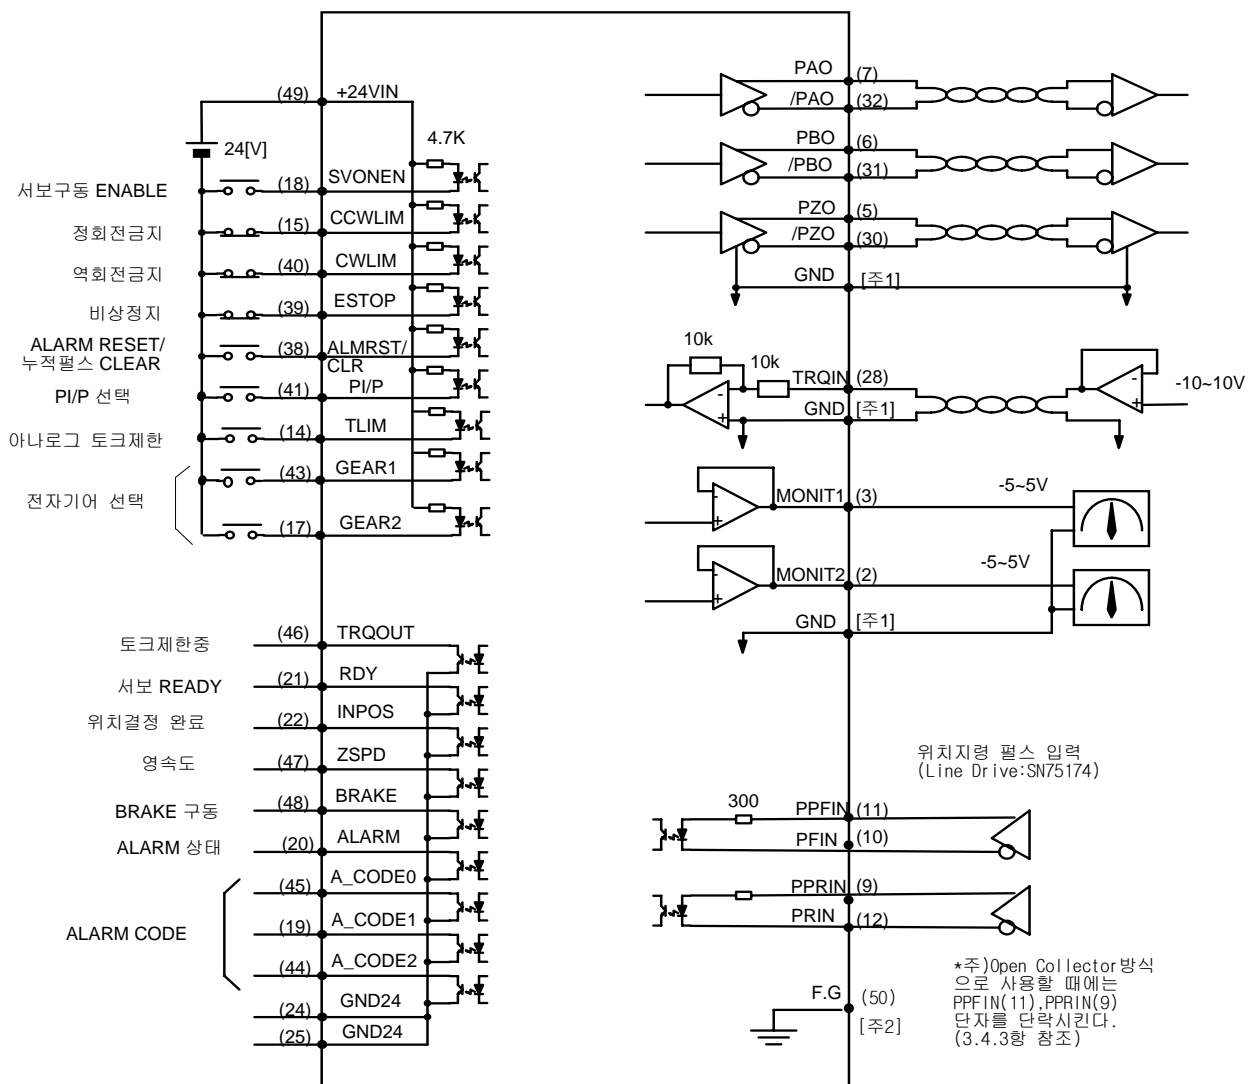 (49) +24VIN
24[V]
4.7K
서보구동 ENABLE (18) SVONEN
정회전금지 (15) CCWLIM
역회전금지 (40) CWLIM
비상정지 (39) ESTOP
ALARM RESET/
누적펄스 CLEAR (38) ALMRST/
CLR
PI/P 선택 (41) PI/P
아나로그 토크제한 (14) TLIM
전자기어 선택
(43) GEAR1
(17) GEAR2
토크제한중 (46) TRQOUT
서보 READY (21) RDY
위치결정 완료 (22) INPOS
영속도 (47) ZSPD
BRAKE 구동 (48) BRAKE
ALARM 상태 (20) ALARM
ALARM CODE
(45) A_CODE0
(19) A_CODE1
(44) A_CODE2
(24) GND24
(25) GND24
PAO (7)
/PAO (32)
PBO (6)
/PBO (31)
PZO (5)
/PZO (30)
GND [주1]
10k
10k
TRQIN (28)
GND [주1]
-
+
-
+
-10~10V
-
+
MONIT1 (3) -5~5V
-
+
MONIT2 (2) -5~5V
GND [주1]
위치지령 펄스 입력
(Line Drive:SN75174)
300
PPFIN (11)
PFIN (10)
PPRIN (9)
PRIN (12)
F.G (50)
[주2]
*주)Open Collector방식
으로 사용할 때에는
PPFIN(11),PPRIN(9)
단자를 단락시킨다.
(3.4.3항 참조)